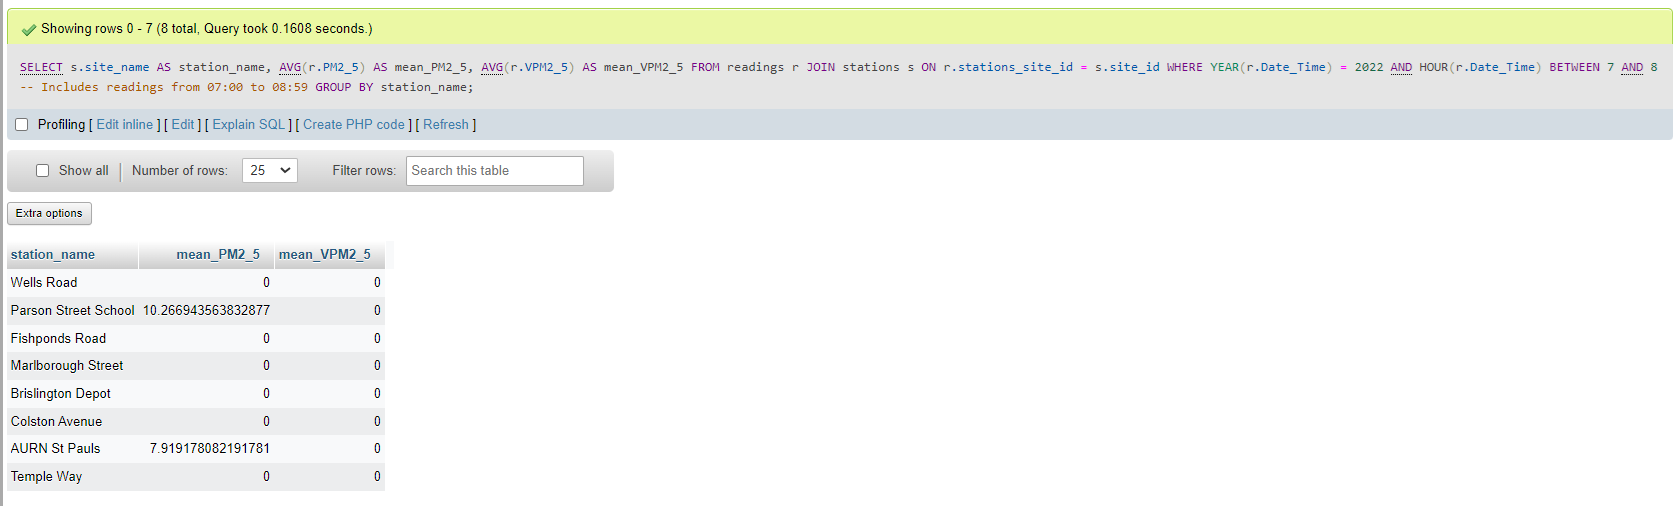 Showing rows 0 - 7 (8 total, Query took 0.1608 seconds.)
SELECT s.site_name AS station_name, AVG(r.PM2_5) AS mean_PM2_5, AVG(r.VPM2_5) AS mean_VPM2_5 FROM readings r JOIN stations s ON r.stations_site_id = s.site_id WHERE YEAR(r.Date_Time) = 2022 AND HOUR(r.Date_Time) BETWEEN 7 AND 8
-- Includes readings from 07:00 to 08:59 GROUP BY station_name;
Profiling [ Edit inline ] [ Edit ] [ Explain SQL ] [ Create PHP code ] [ Refresh ]
Show all | Number of rows: 25 Filter rows: Search this table
Extra options
station_name mean_PM2_5 mean_VPM2_5
Wells Road 0 0
Parson Street School 10.266943563832877 0
Fishponds Road 0 0
Marlborough Street 0 0
Brislington Depot 0 0
Colston Avenue 0 0
AURN St Pauls 7.919178082191781 0
Temple Way 0 0